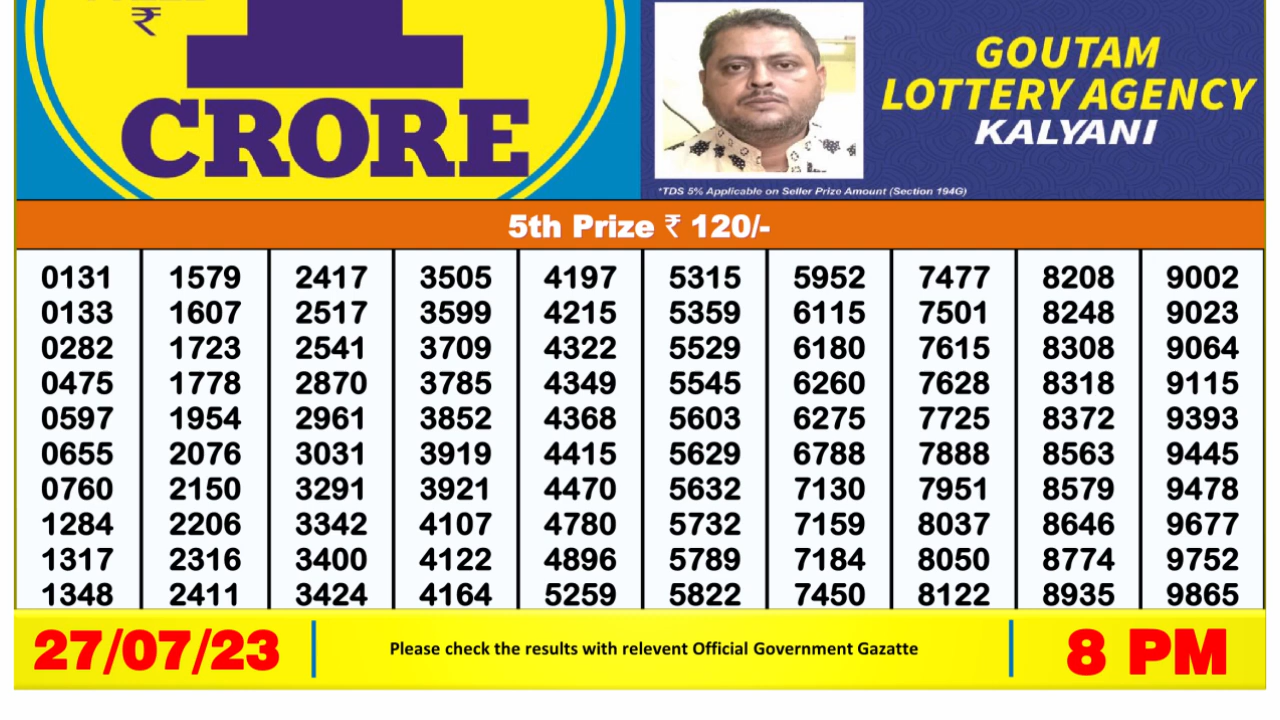 ₹
1
CRORE
GOUTAM
LOTTERY AGENCY
KALYANI
*TDS 5% Applicable on Seller Prize Amount (Section 194G)
5th Prize ₹ 120/-
0131 1579 2417 3505 4197 5315 5952 7477 8208 9002
0133 1607 2517 3599 4215 5359 6115 7501 8248 9023
0282 1723 2541 3709 4322 5529 6180 7615 8308 9064
0475 1778 2870 3785 4349 5545 6260 7628 8318 9115
0597 1954 2961 3852 4368 5603 6275 7725 8372 9393
0655 2076 3031 3919 4415 5629 6788 7888 8563 9445
0760 2150 3291 3921 4470 5632 7130 7951 8579 9478
1284 2206 3342 4107 4780 5732 7159 8037 8646 9677
1317 2316 3400 4122 4896 5789 7184 8050 8774 9752
1348 2411 3424 4164 5259 5822 7450 8122 8935 9865
27/07/23
Please check the results with relevent Official Government Gazatte
8 PM